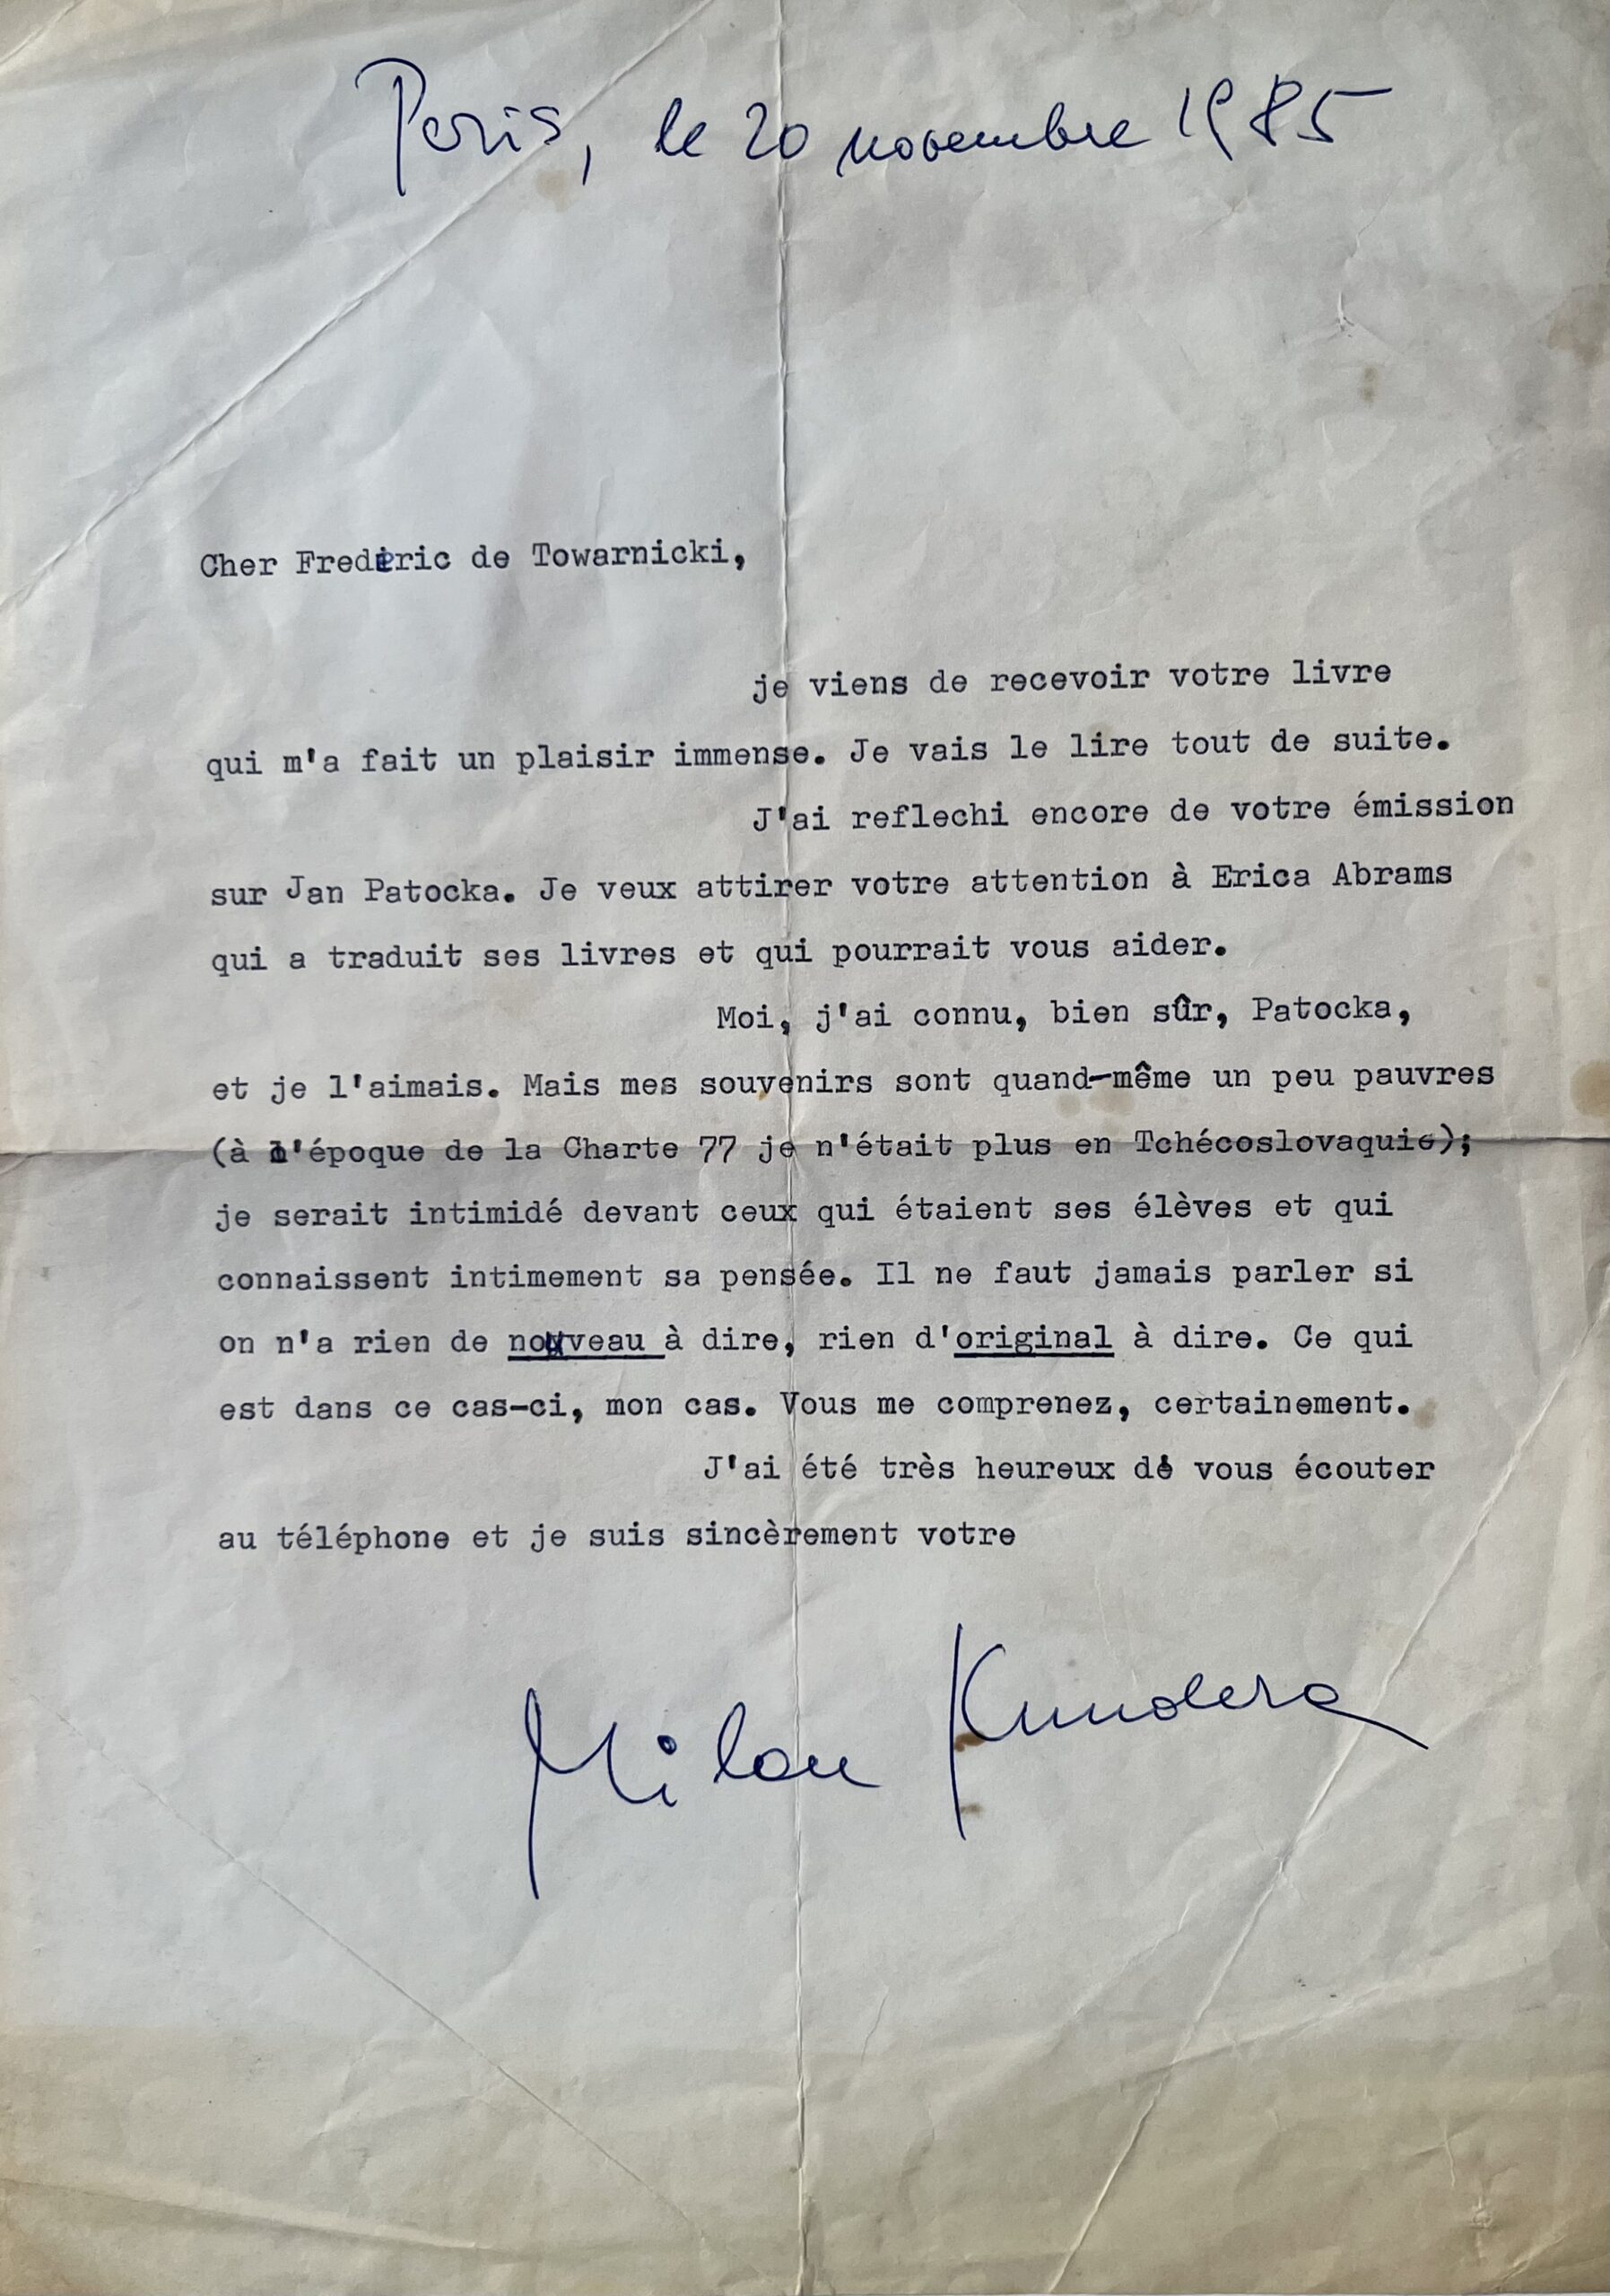 Paris, le 20 novembre 1985
Cher Frederic de Towarnicki,
je viens de recevoir votre livre
qui m'a fait un plaisir immense. Je vais le lire tout de suite.
J'ai reflechi encore de votre émission
sur Jan Patocka. Je veux attirer votre attention à Erica Abrams
qui a traduit ses livres et qui pourrait vous aider.
Moi, j'ai connu, bien sûr, Patocka,
et je l'aimais. Mais mes souvenirs sont quand-même un peu pauvres
(à l'époque de la Charte 77 je n'était plus en Tchécoslovaquie);
je serait intimidé devant ceux qui étaient ses élèves et qui
connaissent intimement sa pensée. Il ne faut jamais parler si
on n'a rien de nouveau à dire, rien d'original à dire. Ce qui
est dans ce cas-ci, mon cas. Vous me comprenez, certainement.
J'ai été très heureux de vous écouter
au téléphone et je suis sincèrement votre
Milan Kundera